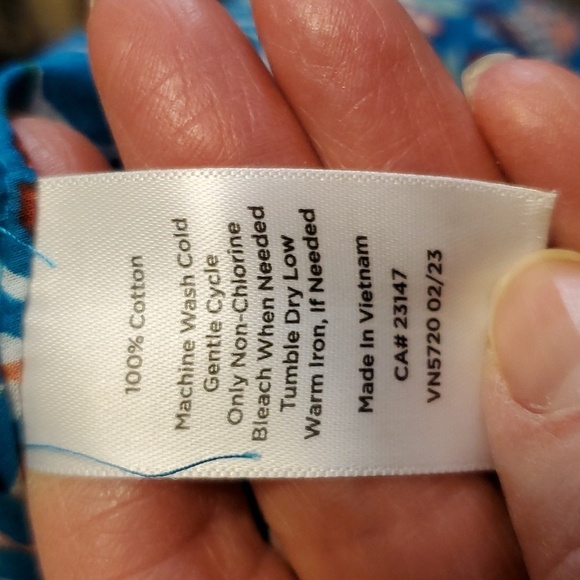 100% Cotton
Machine Wash Cold
Gentle Cycle
Only Non-Chlorine
Bleach When Needed
Tumble Dry Low
Warm Iron, If Needed
Made In Vietnam
CA# 23147
VN5720 02/23